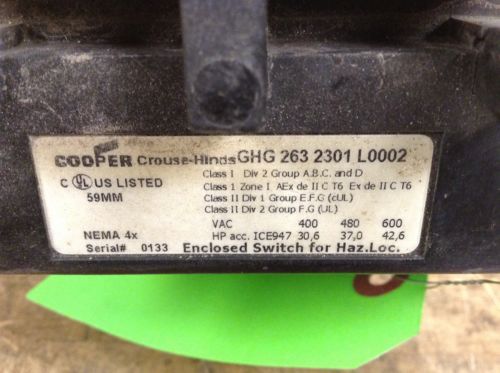 COOPER Crouse-Hinds GHG 263 2301 L0002
C UL US LISTED
59MM
Class I Div 2 Group A.B.C. and D
Class 1 Zone I AEx de II C T6 Ex de II C T6
Class II Div 1 Group E.F.G (cUL)
Class II Div 2 Group F.G (UL)
VAC 400 480 600
NEMA 4x HP acc. ICE947 30,6 37,0 42,6
Serial# 0133 Enclosed Switch for Haz.Loc.